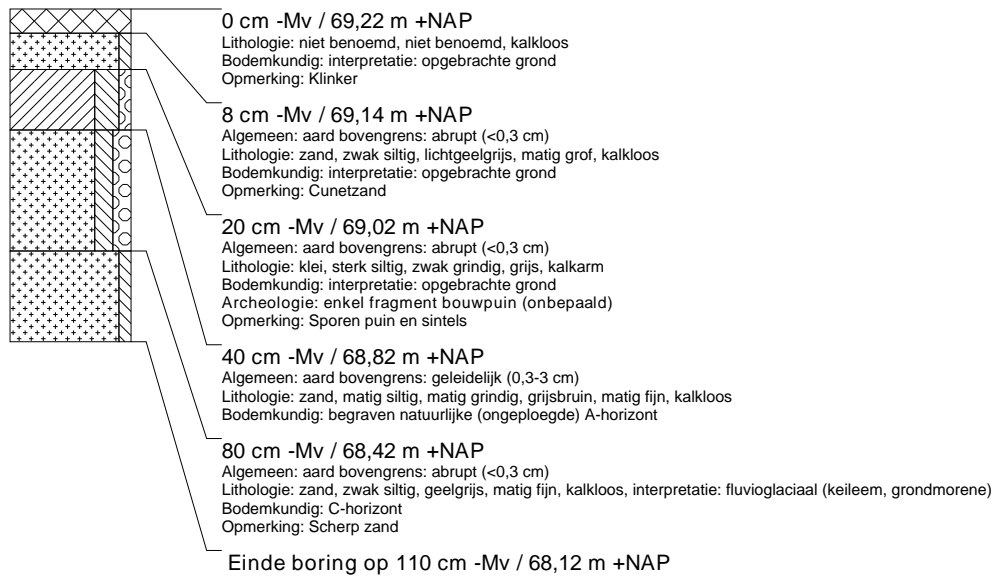 0 cm -Mv / 69,22 m +NAP
Lithologie: niet benoemd, niet benoemd, kalkloos
Bodemkundig: interpretatie: opgebrachte grond
Opmerking: Klinker
8 cm -Mv / 69,14 m +NAP
Algemeen: aard bovengrens: abrupt (<0,3 cm)
Lithologie: zand, zwak siltig, lichtgeelgrijs, matig grof, kalkloos
Bodemkundig: interpretatie: opgebrachte grond
Opmerking: Cunetzand
20 cm -Mv / 69,02 m +NAP
Algemeen: aard bovengrens: abrupt (<0,3 cm)
Lithologie: klei, sterk siltig, zwak grindig, grijs, kalkarm
Bodemkundig: interpretatie: opgebrachte grond
Archeologie: enkel fragment bouwpuin (onbepaald)
Opmerking: Sporen puin en sintels
40 cm -Mv / 68,82 m +NAP
Algemeen: aard bovengrens: geleidelijk (0,3-3 cm)
Lithologie: zand, matig siltig, matig grindig, grijsbruin, matig fijn, kalkloos
Bodemkundig: begraven natuurlijke (ongeploegde) A-horizont
80 cm -Mv / 68,42 m +NAP
Algemeen: aard bovengrens: abrupt (<0,3 cm)
Lithologie: zand, zwak siltig, geelgrijs, matig fijn, kalkloos, interpretatie: fluvioglaciaal (keileem, grondmorene)
Bodemkundig: C-horizont
Opmerking: Scherp zand
Einde boring op 110 cm -Mv / 68,12 m +NAP